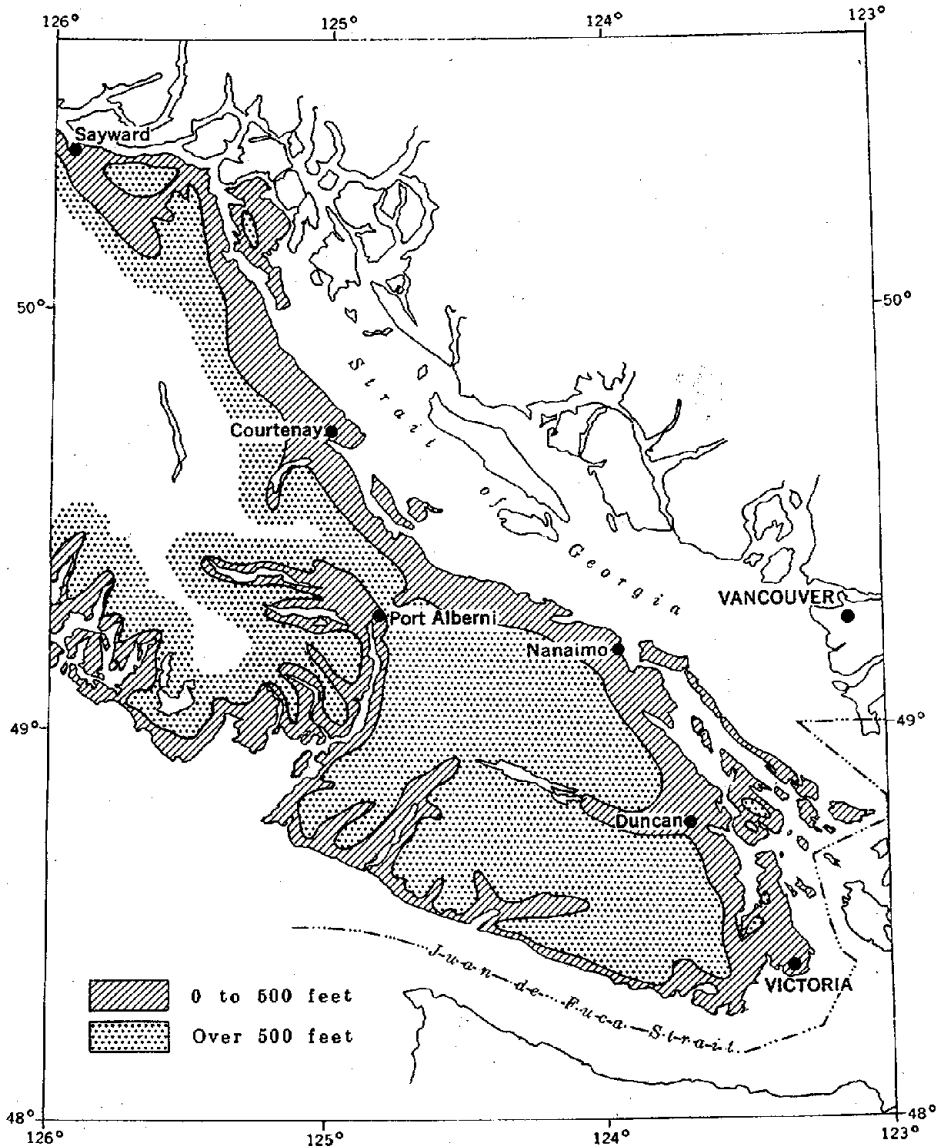 126°
125°
124°
123°
Sayward
50°
50°
Strait of Georgia
Courtenay
VANCOUVER
Port Alberni
Nanaimo
49°
49°
Duncan
VICTORIA
Juan de Fuca Strait
0 to 500 feet
Over 500 feet
48°
48°
126°
125°
124°
123°